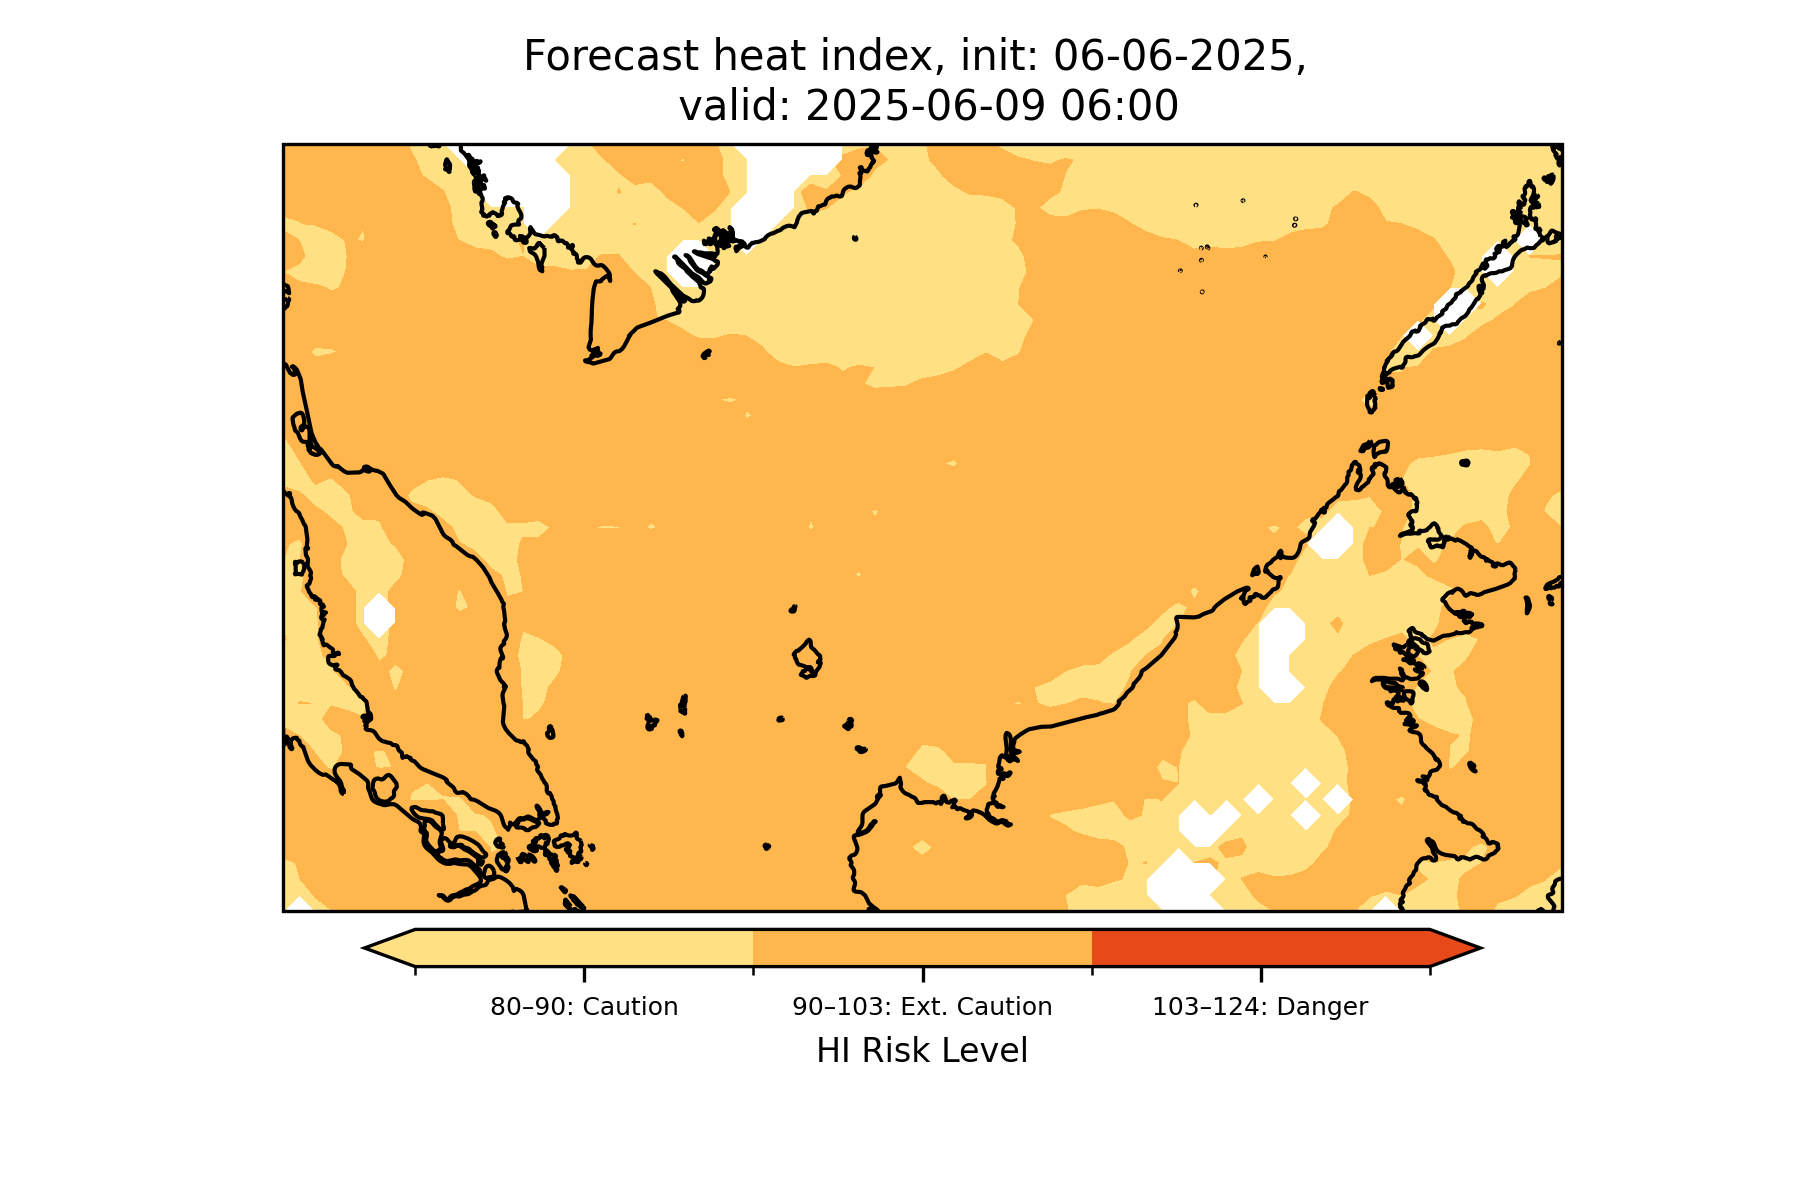 Forecast heat index, init: 06-06-2025,
valid: 2025-06-09 06:00
80–90: Caution
90–103: Ext. Caution
103–124: Danger
HI Risk Level